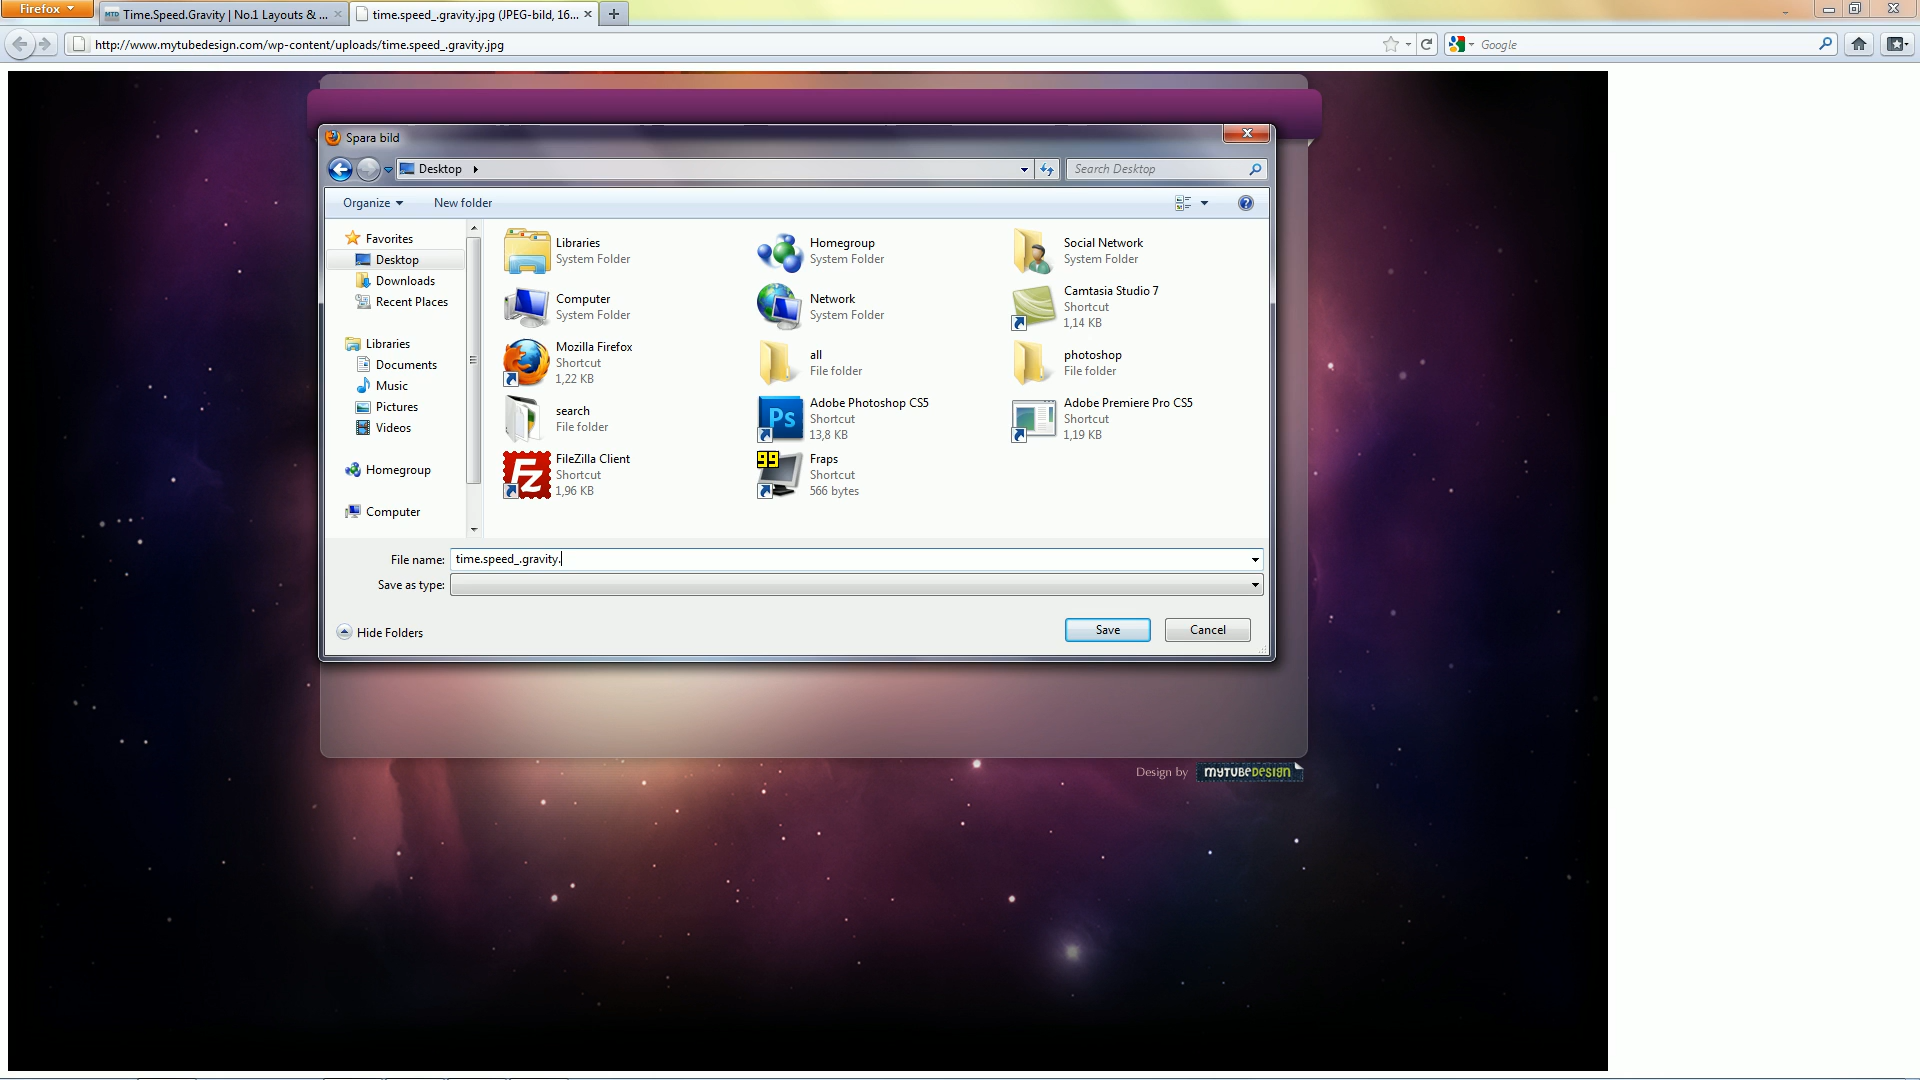 Firefox
MTD Time.Speed.Gravity | No.1 Layouts & ...
time.speed_.gravity.jpg (JPEG-bild, 16...
http://www.mytubedesign.com/wp-content/uploads/time.speed_.gravity.jpg
Google
Spara bild
Desktop
Search Desktop
Organize
New folder
Favorites
Desktop
Downloads
Recent Places
Libraries
Documents
Music
Pictures
Videos
Homegroup
Computer
Libraries
System Folder
Homegroup
System Folder
Social Network
System Folder
Computer
System Folder
Network
System Folder
Camtasia Studio 7
Shortcut
1,14 KB
Mozilla Firefox
Shortcut
1,22 KB
all
File folder
photoshop
File folder
search
File folder
Ps
Adobe Photoshop CS5
Shortcut
13,8 KB
Adobe Premiere Pro CS5
Shortcut
1,19 KB
Fz
FileZilla Client
Shortcut
1,96 KB
99
Fraps
Shortcut
566 bytes
File name: time.speed_.gravity.
Save as type:
Hide Folders
Save
Cancel
Design by MYTUBEDESIGN